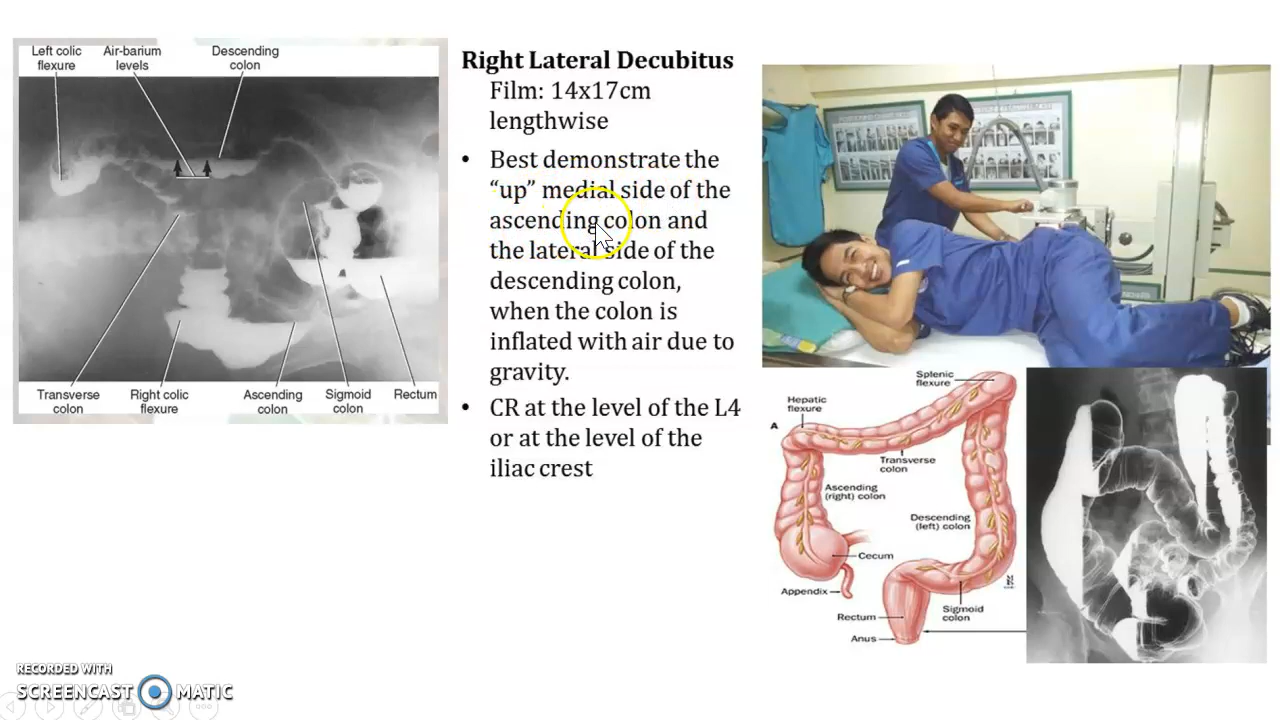 Left colic
flexure
Air-barium
levels
Descending
colon
Transverse
colon
Right colic
flexure
Ascending
colon
Sigmoid
colon
Rectum
Right Lateral Decubitus
Film: 14x17cm
lengthwise
• Best demonstrate the
“up” medial side of the
ascending colon and
the lateral side of the
descending colon,
when the colon is
inflated with air due to
gravity.
• CR at the level of the L4
or at the level of the
iliac crest
Splenic
flexure
Hepatic
flexure
A
Transverse
colon
Ascending
(right) colon
Descending
(left) colon
Cecum
Appendix
Sigmoid
colon
Rectum
Anus
RECORDED WITH
SCREENCAST MATIC